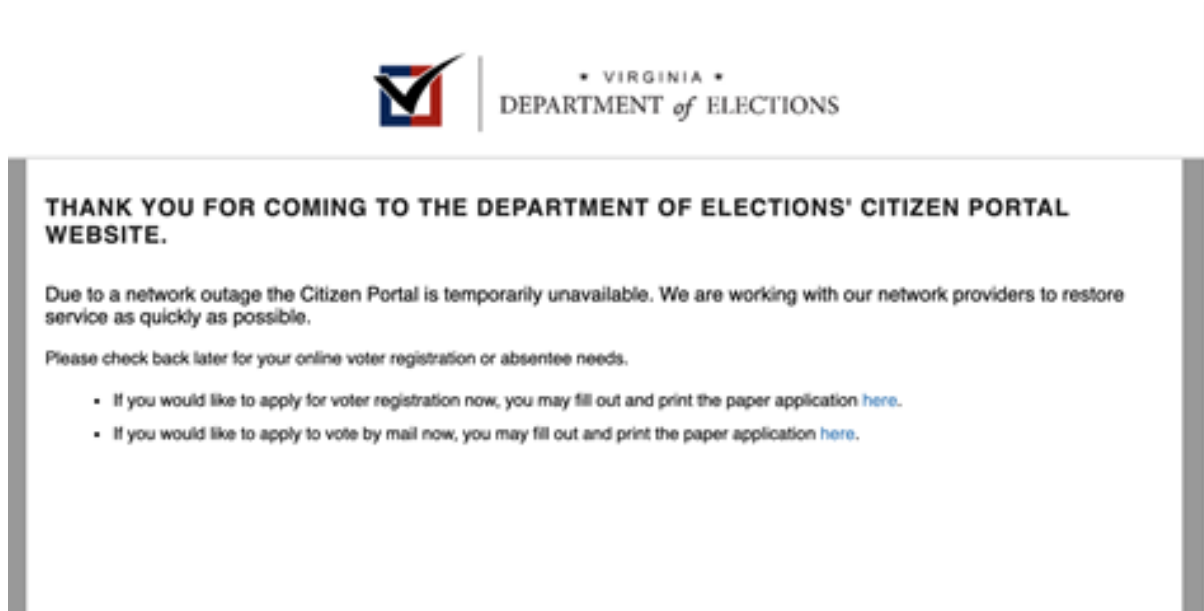 * VIRGINIA *
DEPARTMENT of ELECTIONS
THANK YOU FOR COMING TO THE DEPARTMENT OF ELECTIONS' CITIZEN PORTAL
WEBSITE.
Due to a network outage the Citizen Portal is temporarily unavailable. We are working with our network providers to restore
service as quickly as possible.
Please check back later for your online voter registration or absentee needs.
• If you would like to apply for voter registration now, you may fill out and print the paper application here.
• If you would like to apply to vote by mail now, you may fill out and print the paper application here.